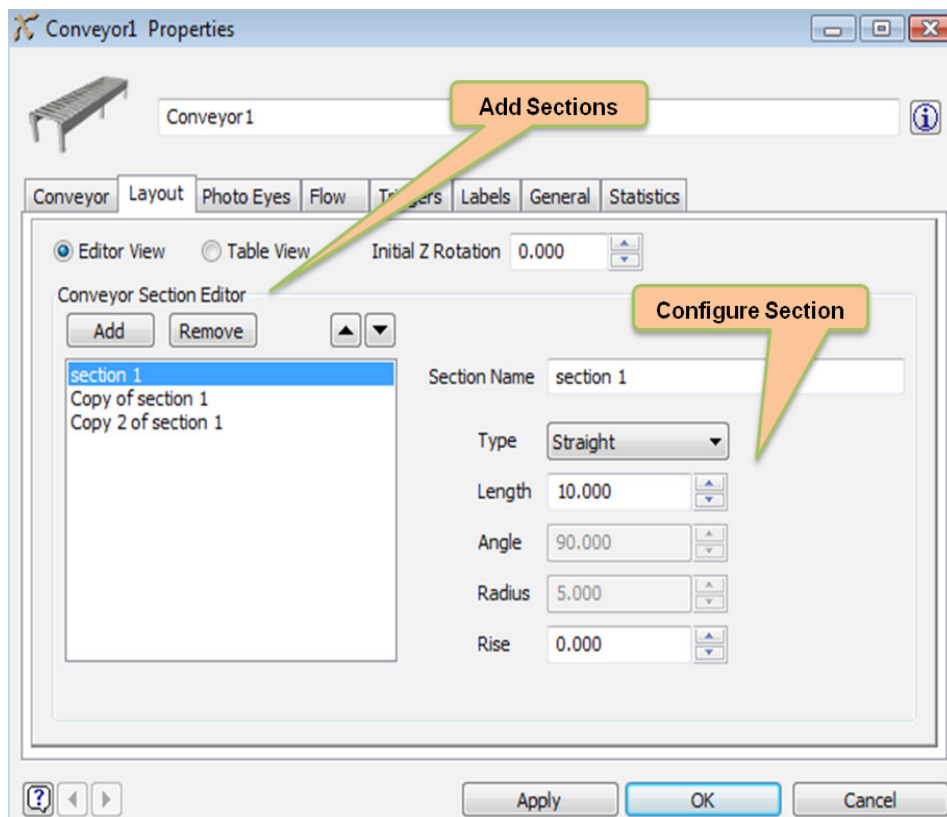 Conveyor1 Properties
Conveyor1
Add Sections
Conveyor Layout Photo Eyes Flow Triggers Labels General Statistics
Editor View Table View Initial Z Rotation 0.000
Conveyor Section Editor
Configure Section
Add Remove
section 1
Copy of section 1
Copy 2 of section 1
Section Name section 1
Type Straight
Length 10.000
Angle 90.000
Radius 5.000
Rise 0.000
Apply OK Cancel